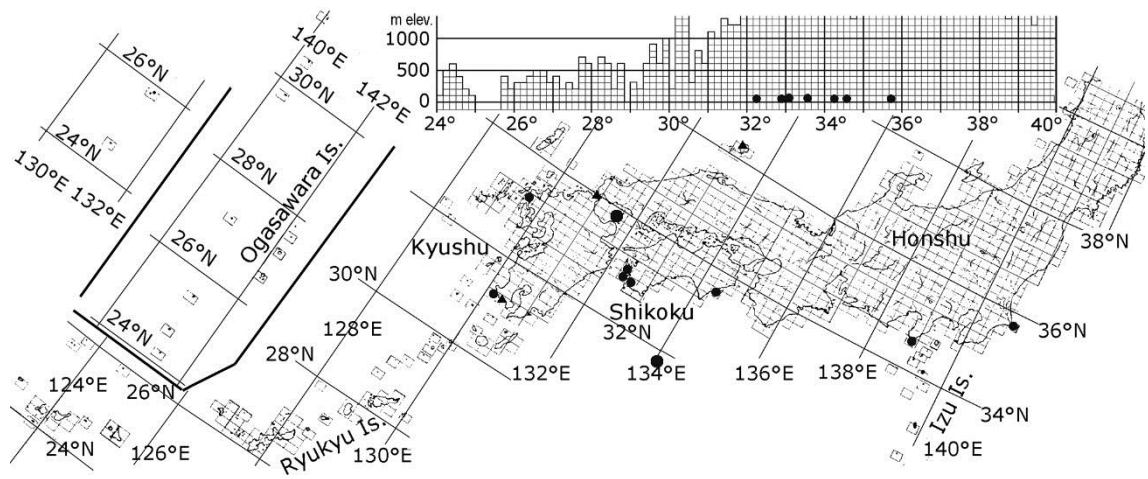 m elev.
1000
500
0
24° 26° 28° 30° 32° 34° 36° 38° 40°
26°N
24°N
130°E 132°E
140°E
30°N
142°E
28°N
Ogasawara Is.
26°N
24°N
124°E
24°N
26°N
126°E
28°N
Ryukyu Is.
130°E
30°N
128°E
Kyushu
Shikoku
32°N
132°E
134°E
136°E
138°E
Honshu
38°N
36°N
34°N
Izu Is.
140°E